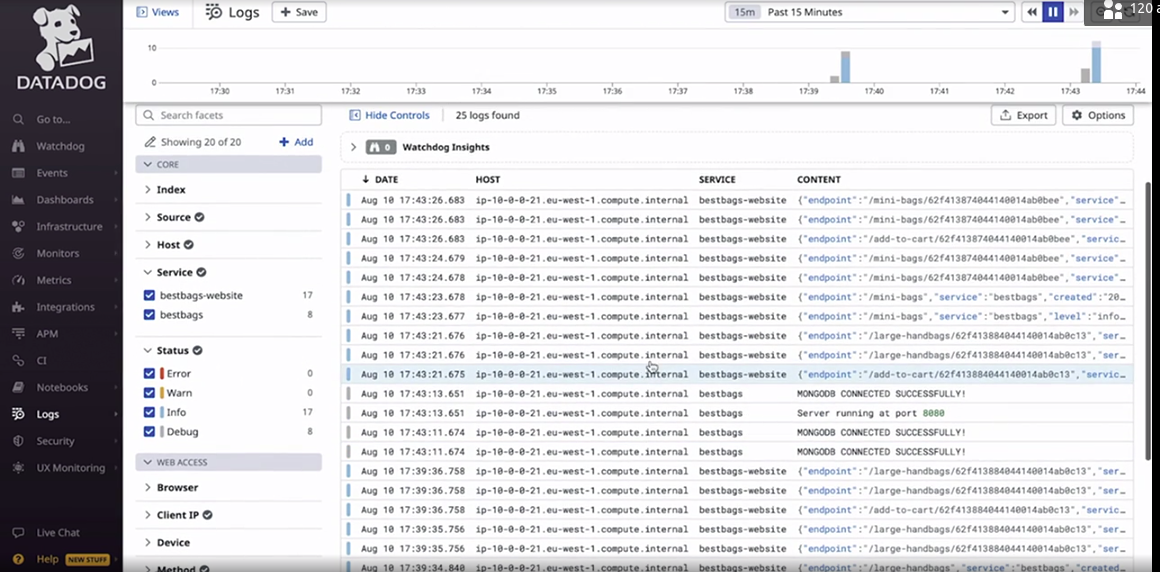 Views
Logs
+ Save
15m Past 15 Minutes
120 a
DATADOG
10
0
17:30 17:31 17:32 17:33 17:34 17:35 17:36 17:37 17:38 17:39 17:40 17:41 17:42 17:43 17:44
Go to...
Watchdog
Events
Dashboards
Infrastructure
Monitors
Metrics
Integrations
APM
CI
Notebooks
Logs
Security
UX Monitoring
Live Chat
Help NEW STUFF
Search facets
Showing 20 of 20 + Add
CORE
Index
Source
Host
Service
bestbags-website 17
bestbags 8
Status
Error 0
Warn 0
Info 17
Debug 8
WEB ACCESS
Browser
Client IP
Device
Method
Hide Controls 25 logs found Export Options
0 Watchdog Insights
DATE HOST SERVICE CONTENT
Aug 10 17:43:26.683 ip-10-0-0-21.eu-west-1.compute.internal bestbags-website {"endpoint":"/mini-bags/62f413874044140014ab0bee","service"…
Aug 10 17:43:26.683 ip-10-0-0-21.eu-west-1.compute.internal bestbags-website {"endpoint":"/mini-bags/62f413874044140014ab0bee","service"…
Aug 10 17:43:26.683 ip-10-0-0-21.eu-west-1.compute.internal bestbags-website {"endpoint":"/add-to-cart/62f413874044140014ab0bee","servic…
Aug 10 17:43:24.679 ip-10-0-0-21.eu-west-1.compute.internal bestbags-website {"endpoint":"/mini-bags/62f413874044140014ab0bee","service"…
Aug 10 17:43:24.678 ip-10-0-0-21.eu-west-1.compute.internal bestbags-website {"endpoint":"/mini-bags/62f413874044140014ab0bee","service"…
Aug 10 17:43:23.678 ip-10-0-0-21.eu-west-1.compute.internal bestbags-website {"endpoint":"/mini-bags","service":"bestbags","created":"20…
Aug 10 17:43:23.677 ip-10-0-0-21.eu-west-1.compute.internal bestbags-website {"endpoint":"/mini-bags","service":"bestbags","level":"info…
Aug 10 17:43:21.676 ip-10-0-0-21.eu-west-1.compute.internal bestbags-website {"endpoint":"/large-handbags/62f413884044140014ab0c13","ser…
Aug 10 17:43:21.676 ip-10-0-0-21.eu-west-1.compute.internal bestbags-website {"endpoint":"/large-handbags/62f413884044140014ab0c13","ser…
Aug 10 17:43:21.675 ip-10-0-0-21.eu-west-1.compute.internal bestbags-website {"endpoint":"/add-to-cart/62f413884044140014ab0c13","servic…
Aug 10 17:43:13.651 ip-10-0-0-21.eu-west-1.compute.internal bestbags MONGODB CONNECTED SUCCESSFULLY!
Aug 10 17:43:13.651 ip-10-0-0-21.eu-west-1.compute.internal bestbags Server running at port 8080
Aug 10 17:43:11.674 ip-10-0-0-21.eu-west-1.compute.internal bestbags MONGODB CONNECTED SUCCESSFULLY!
Aug 10 17:43:11.674 ip-10-0-0-21.eu-west-1.compute.internal bestbags MONGODB CONNECTED SUCCESSFULLY!
Aug 10 17:39:36.758 ip-10-0-0-21.eu-west-1.compute.internal bestbags-website {"endpoint":"/large-handbags/62f413884044140014ab0c13","ser…
Aug 10 17:39:36.758 ip-10-0-0-21.eu-west-1.compute.internal bestbags-website {"endpoint":"/large-handbags/62f413884044140014ab0c13","ser…
Aug 10 17:39:36.758 ip-10-0-0-21.eu-west-1.compute.internal bestbags-website {"endpoint":"/add-to-cart/62f413884044140014ab0c13","servic…
Aug 10 17:39:35.756 ip-10-0-0-21.eu-west-1.compute.internal bestbags-website {"endpoint":"/large-handbags/62f413884044140014ab0c13","ser…
Aug 10 17:39:35.756 ip-10-0-0-21.eu-west-1.compute.internal bestbags-website {"endpoint":"/large-handbags/62f413884044140014ab0c13","ser…
Aug 10 17:39:34.840 ip-10-0-0-21.eu-west-1.compute.internal bestbags-website {"endpoint":"/large-handbags","service":"bestbags","created…